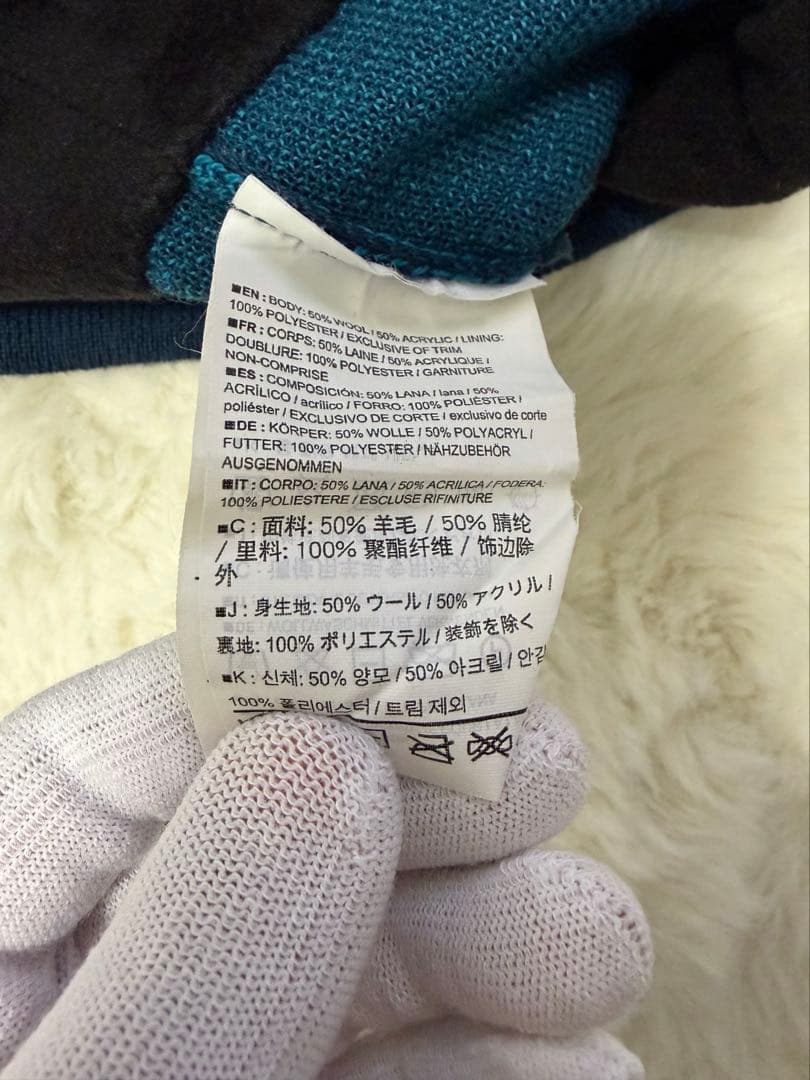 ■EN : BODY: 50% WOOL / 50% ACRYLIC / LINING:
100% POLYESTER / EXCLUSIVE OF TRIM
■FR : CORPS: 50% LAINE / 50% ACRYLIQUE /
DOUBLURE: 100% POLYESTER / GARNITURE
NON-COMPRISE
■ES : COMPOSICIÓN: 50% LANA / lana / 50%
ACRÍLICO / acrílico / FORRO: 100% POLIÉSTER /
poliéster / EXCLUSIVO DE CORTE / exclusivo de corte
■DE : KÖRPER: 50% WOLLE / 50% POLYACRYL /
FUTTER: 100% POLYESTER / NÄHZUBEHÖR
AUSGENOMMEN
■IT : CORPO: 50% LANA / 50% ACRILICA / FODERA:
100% POLIESTERE / ESCLUSE RIFINITURE
■C : 面料: 50% 羊毛 / 50% 腈纶
/ 里料: 100% 聚酯纤维 / 饰边除
外
■J : 身生地: 50% ウール / 50% アクリル /
裏地: 100% ポリエステル / 装飾を除く
■K : 신체: 50% 양모 / 50% 아크릴 / 안감
100% 폴리에스터 / 트림 제외